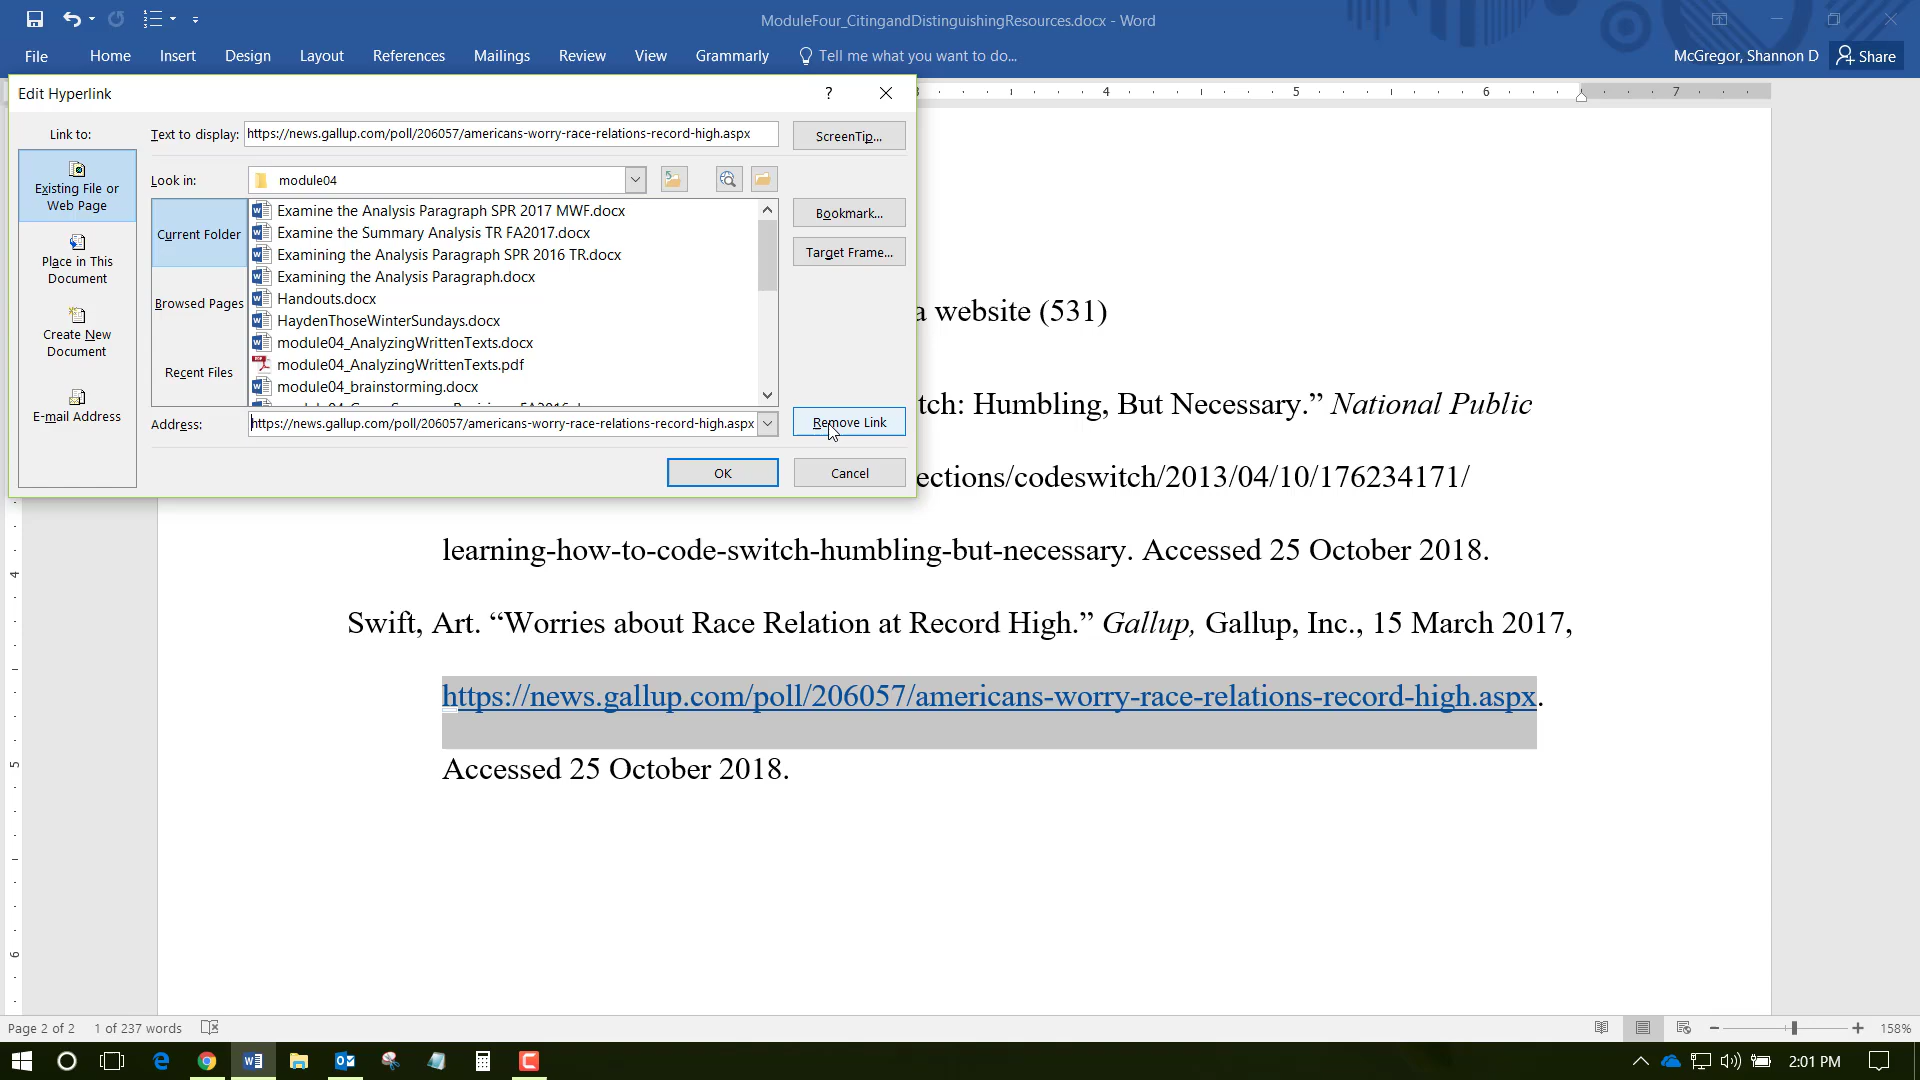 ModuleFour_CitingandDistinguishingResources.docx - Word
File Home Insert Design Layout References Mailings Review View Grammarly Tell me what you want to do... McGregor, Shannon D Share
Edit Hyperlink ?
Link to:
Text to display: https://news.gallup.com/poll/206057/americans-worry-race-relations-record-high.aspx ScreenTip...
Existing File or
Web Page
Place in This
Document
Create New
Document
E-mail Address
Look in: module04
Current Folder
Browsed Pages
Recent Files
Examine the Analysis Paragraph SPR 2017 MWF.docx
Examine the Summary Analysis TR FA2017.docx
Examining the Analysis Paragraph SPR 2016 TR.docx
Examining the Analysis Paragraph.docx
Handouts.docx
HaydenThoseWinterSundays.docx
module04_AnalyzingWrittenTexts.docx
module04_AnalyzingWrittenTexts.pdf
module04_brainstorming.docx
Bookmark...
Target Frame...
Address: https://news.gallup.com/poll/206057/americans-worry-race-relations-record-high.aspx Remove Link
OK Cancel
4 5 6 7
a website (531)
tch: Humbling, But Necessary.” National Public
ections/codeswitch/2013/04/10/176234171/
learning-how-to-code-switch-humbling-but-necessary. Accessed 25 October 2018.
Swift, Art. “Worries about Race Relation at Record High.” Gallup, Gallup, Inc., 15 March 2017,
https://news.gallup.com/poll/206057/americans-worry-race-relations-record-high.aspx.
Accessed 25 October 2018.
4
5
6
Page 2 of 2 1 of 237 words 158%
2:01 PM